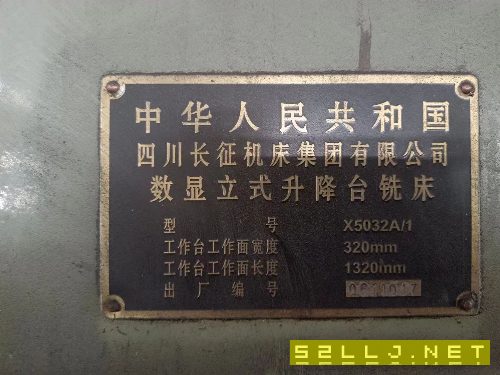 中华人民共和国
四川长征机床集团有限公司
数显立式升降台铣床
型 号 X5032A/1
工作台工作面宽度 320mm
工作台工作面长度 1320mm
出厂编号
52LLJ.NET